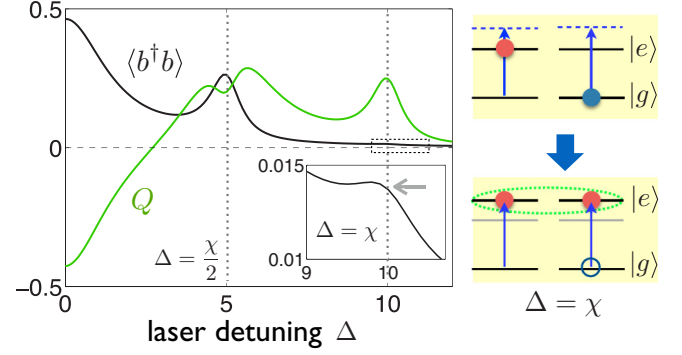 0.5
⟨b†b⟩
|e⟩
|g⟩
0
0.015
Q
|e⟩
Δ = χ
Δ = χ/2
0.01
9
10
|g⟩
−0.5
0
5
10
Δ = χ
laser detuning Δ